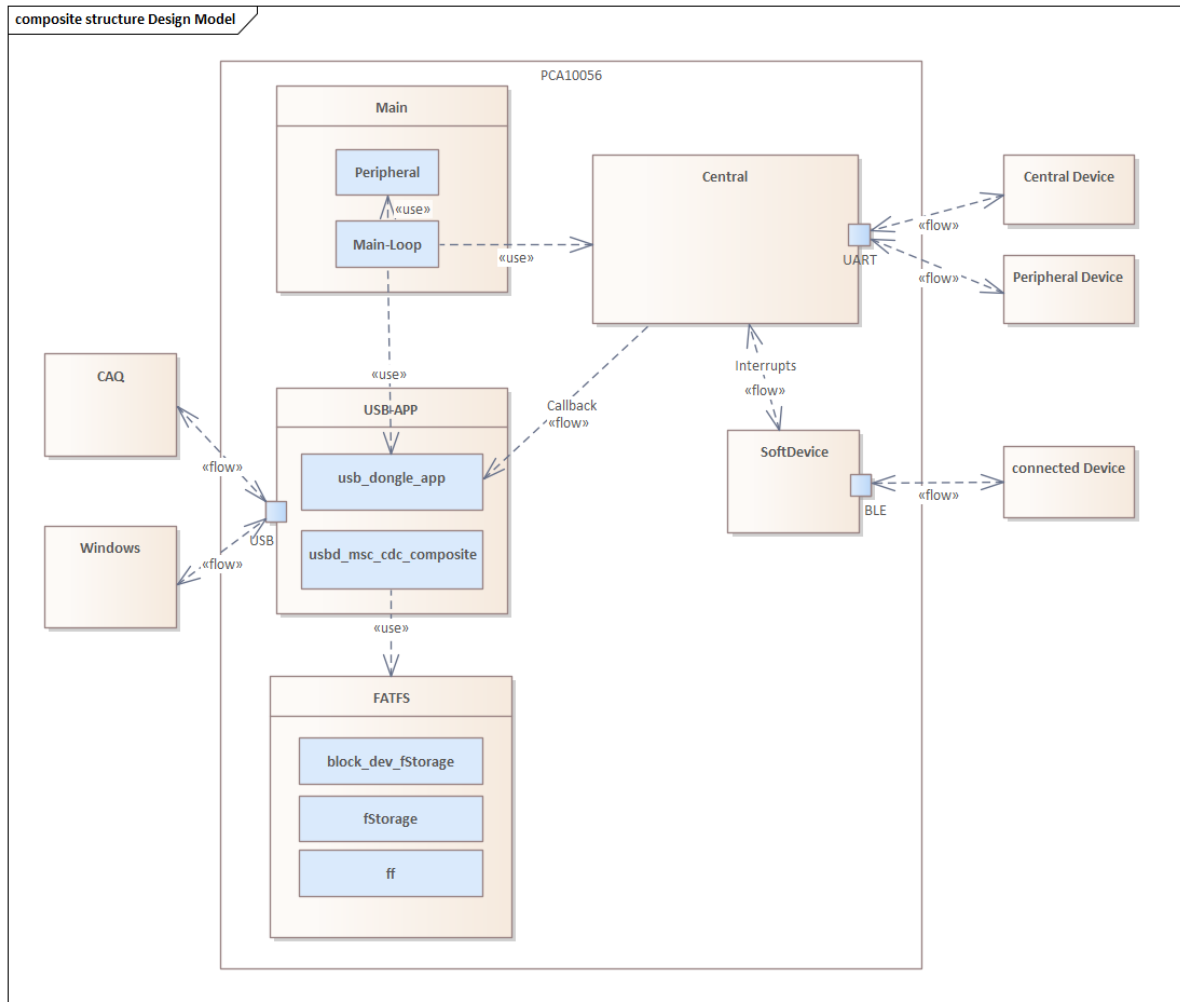 composite structure Design Model
PCA10056
Main
Peripheral
«use»
Main-Loop
«use»
Central
UART
Central Device
«flow»
Peripheral Device
«flow»
Interrupts
«flow»
Callback
«flow»
«use»
CAQ
«flow»
USB-APP
usb_dongle_app
usbd_msc_cdc_composite
USB
Windows
«flow»
SoftDevice
BLE
connected Device
«flow»
«use»
FATFS
block_dev_fStorage
fStorage
ff